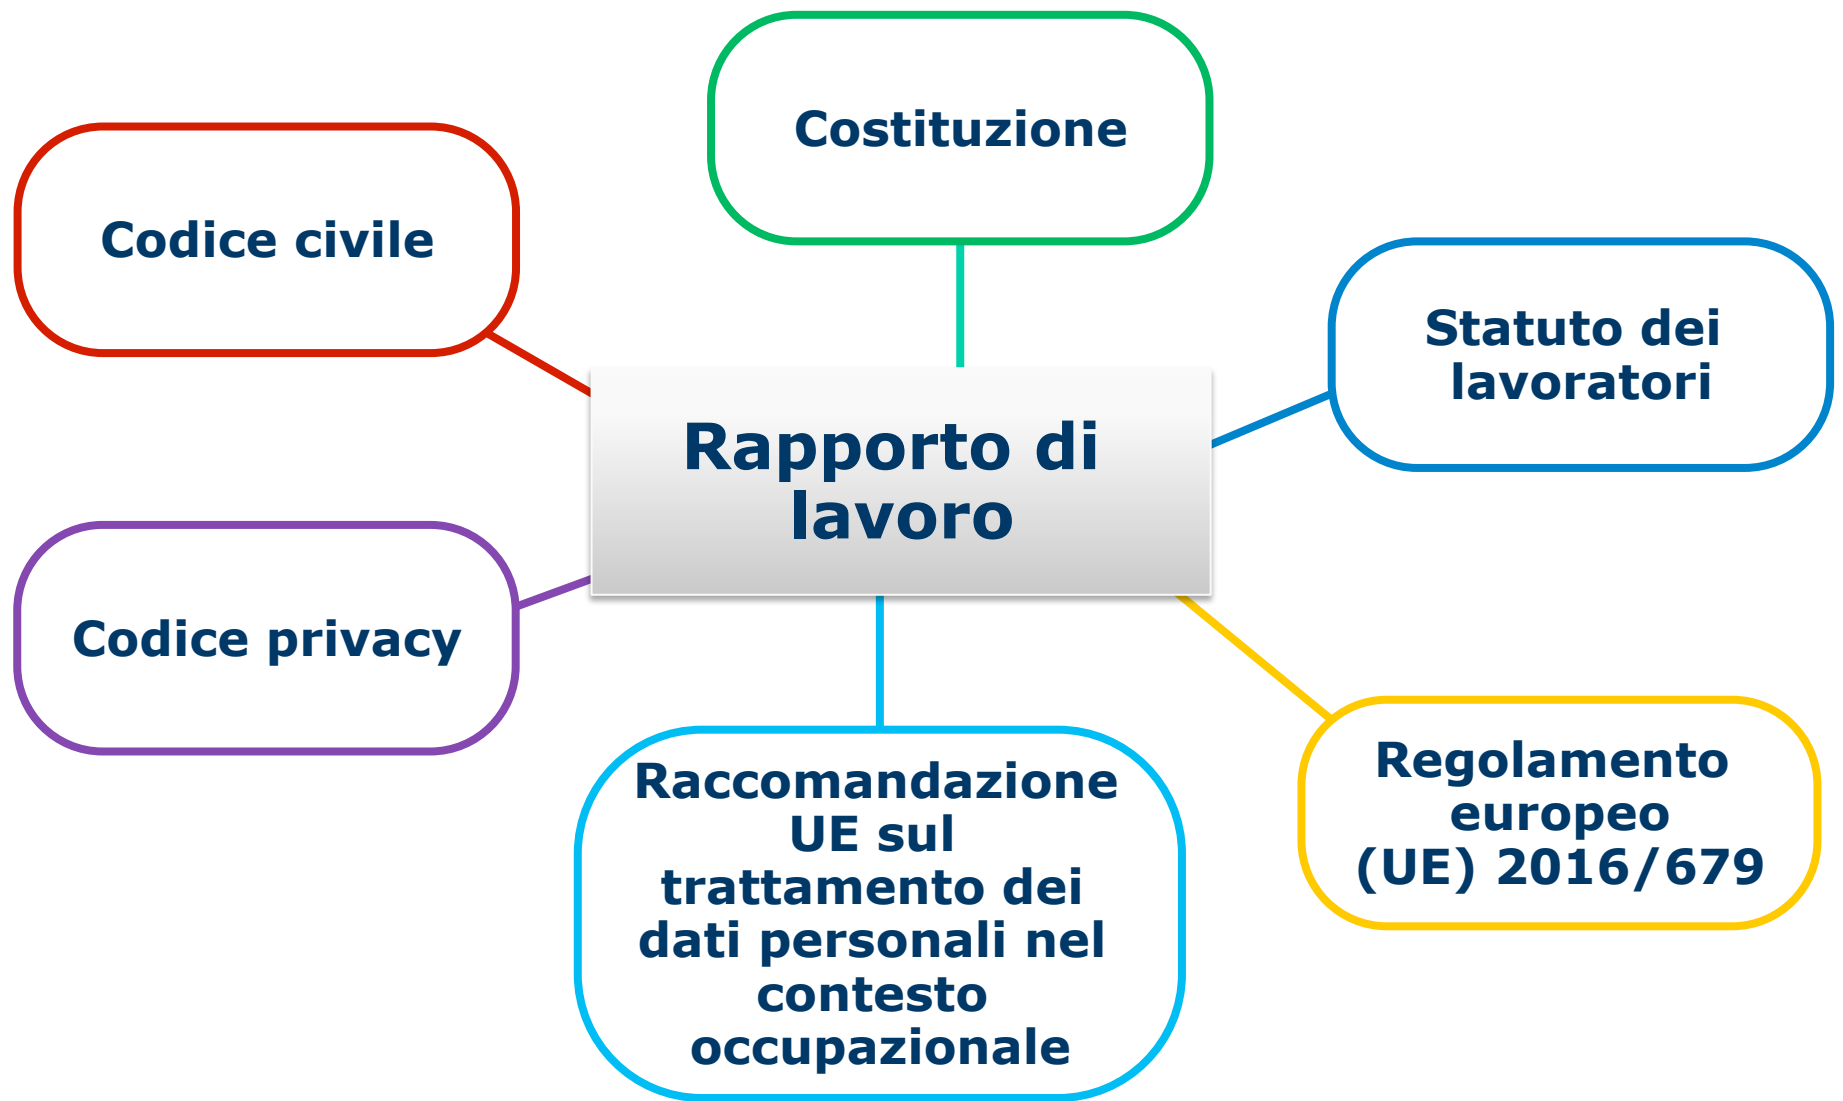 Costituzione
Codice civile
Statuto dei
lavoratori
Rapporto di
lavoro
Codice privacy
Raccomandazione
UE sul
trattamento dei
dati personali nel
contesto
occupazionale
Regolamento
europeo
(UE) 2016/679